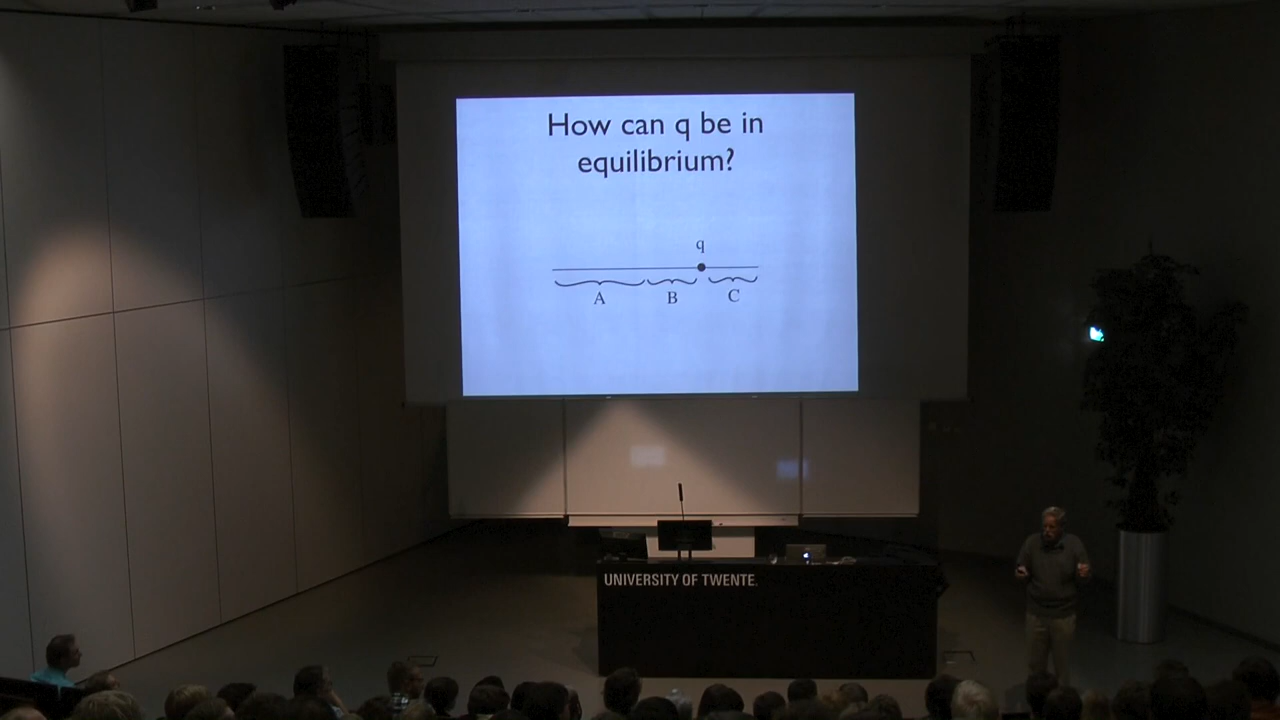 How can q be in
equilibrium?
q
A B C
UNIVERSITY OF TWENTE.